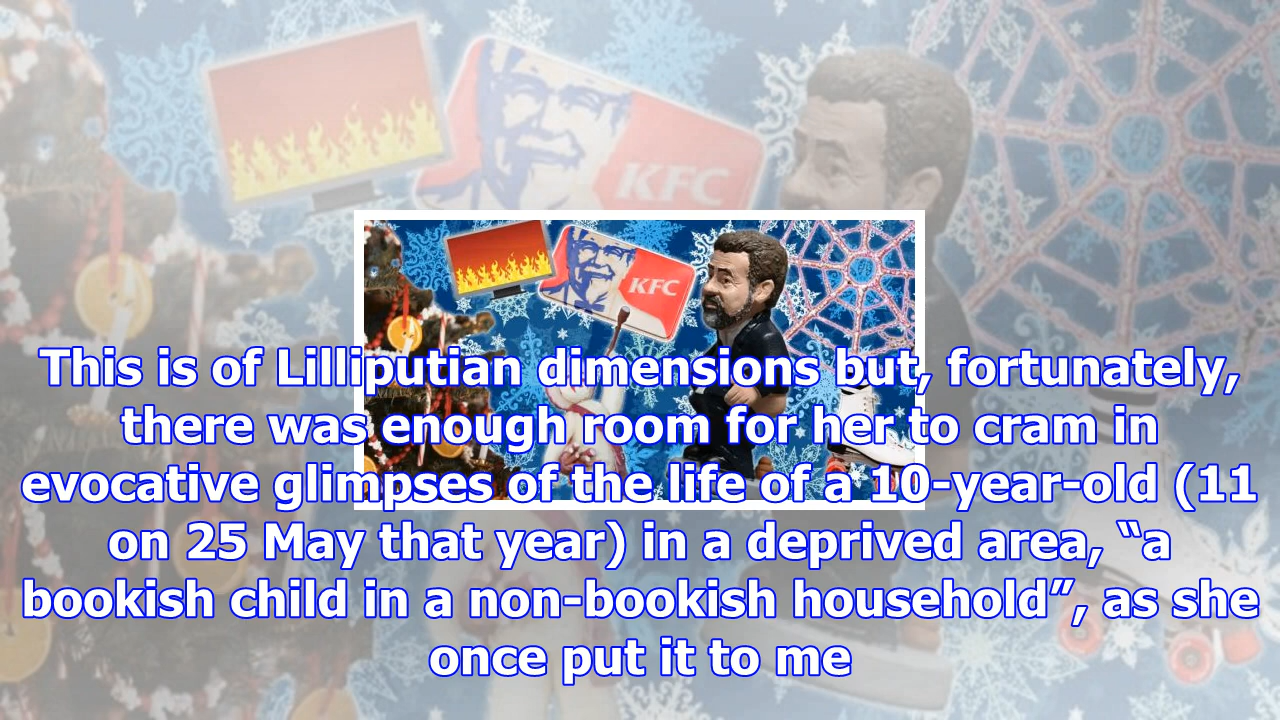 KFC
KFC
This is of Lilliputian dimensions but, fortunately,
there was enough room for her to cram in
evocative glimpses of the life of a 10-year-old (11
on 25 May that year) in a deprived area, “a
bookish child in a non-bookish household”, as she
once put it to me